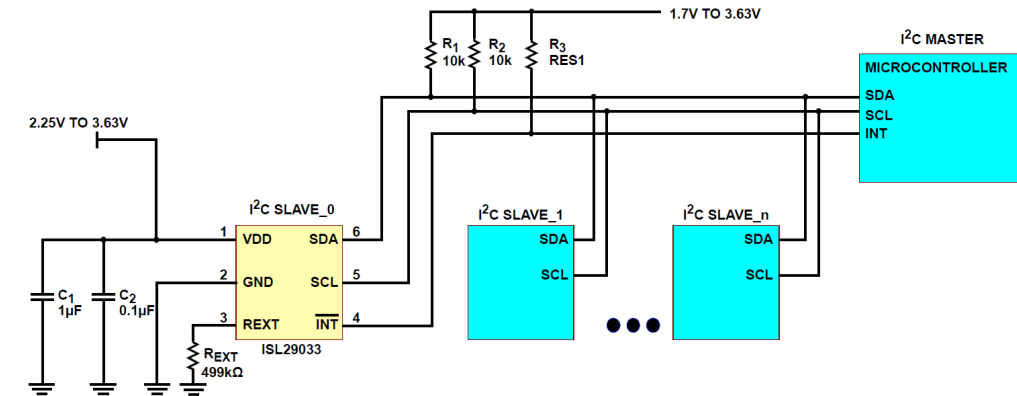 1.7V TO 3.63V
I²C MASTER
R1
10k
R2
10k
R3
RES1
MICROCONTROLLER
SDA
SCL
INT
2.25V TO 3.63V
I²C SLAVE_0
I²C SLAVE_1
I²C SLAVE_n
1 VDD SDA 6
2 GND SCL 5
3 REXT INT 4
SDA
SCL
SDA
SCL
C1
1µF
C2
0.1µF
REXT
499kΩ
ISL29033